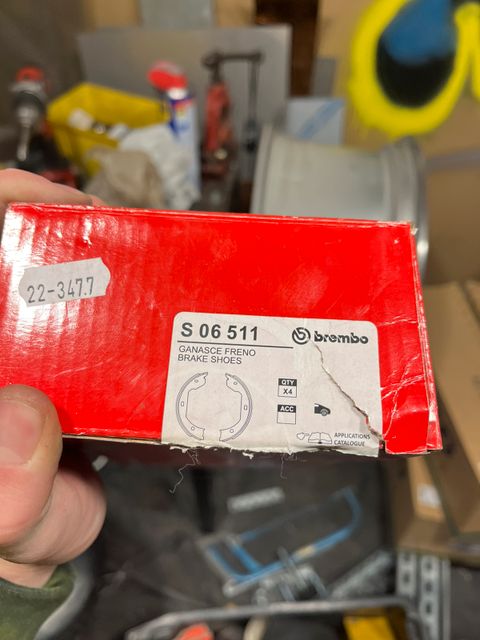 22-347.7
S 06 511
brembo
GANASCE FRENO
BRAKE SHOES
QTY
X4
ACC
APPLICATIONS
CATALOGUE